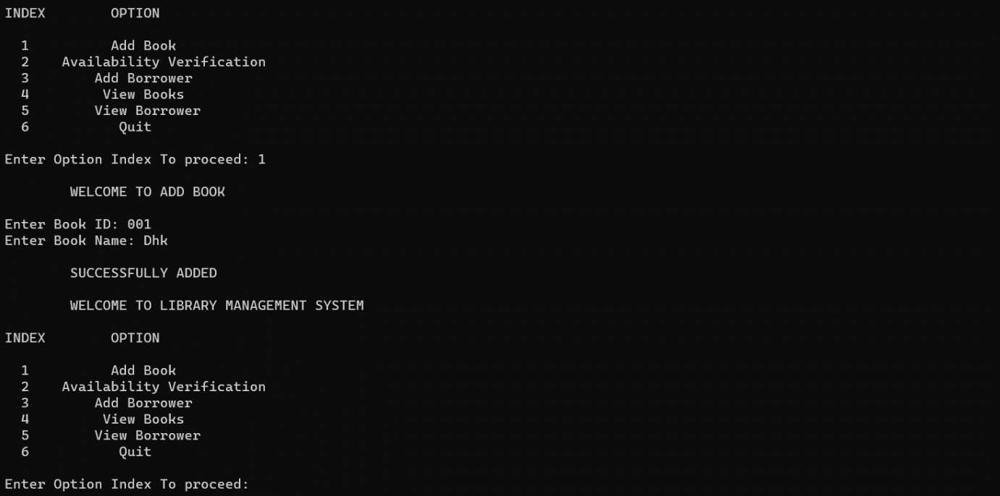 INDEX        OPTION
  1          Add Book
  2    Availability Verification
  3        Add Borrower
  4         View Books
  5        View Borrower
  6           Quit
Enter Option Index To proceed: 1
        WELCOME TO ADD BOOK
Enter Book ID: 001
Enter Book Name: Dhk
        SUCCESSFULLY ADDED
        WELCOME TO LIBRARY MANAGEMENT SYSTEM
INDEX        OPTION
  1          Add Book
  2    Availability Verification
  3        Add Borrower
  4         View Books
  5        View Borrower
  6           Quit
Enter Option Index To proceed: